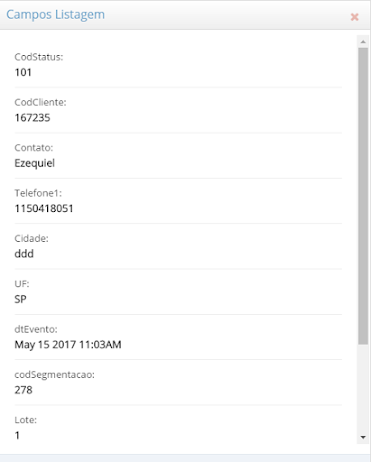 Campos Listagem
CodStatus:
101
CodCliente:
167235
Contato:
Ezequiel
Telefone1:
1150418051
Cidade:
ddd
UF:
SP
dtEvento:
May 15 2017 11:03AM
codSegmentacao:
278
Lote:
1